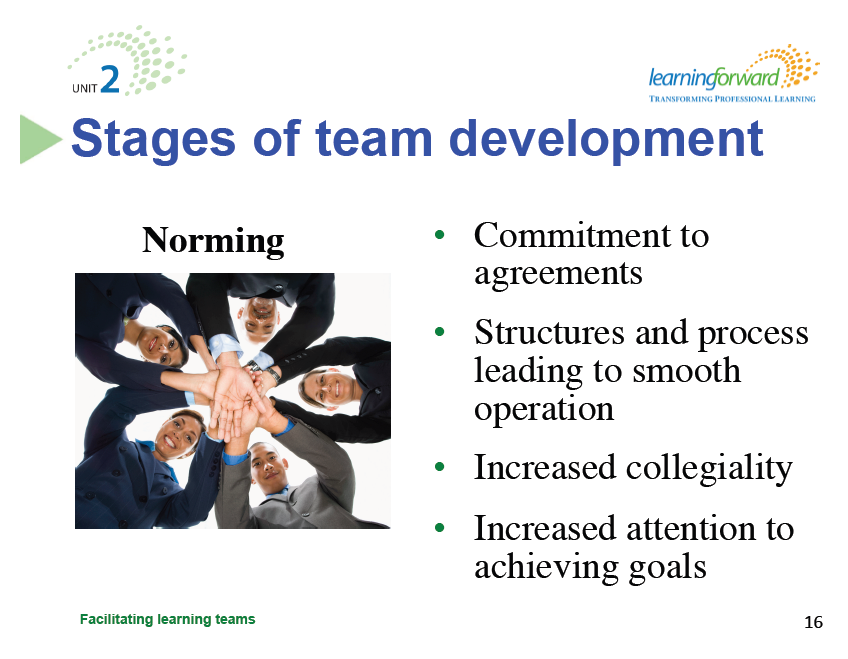 UNIT 2
learningforward
TRANSFORMING PROFESSIONAL LEARNING
Stages of team development
Norming
• Commitment to
agreements
• Structures and process
leading to smooth
operation
• Increased collegiality
• Increased attention to
achieving goals
Facilitating learning teams
16